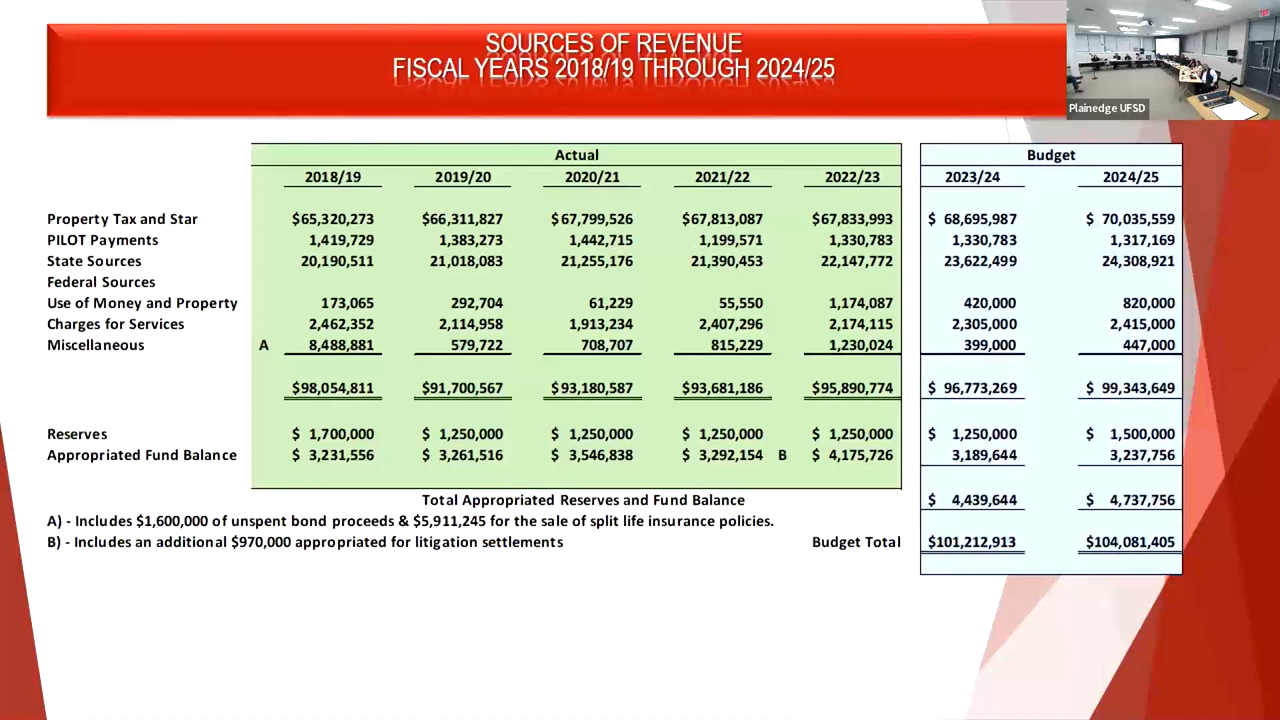 SOURCES OF REVENUE
FISCAL YEARS 2018/19 THROUGH 2024/25
Plainedge UFSD
Actual Budget
2018/19 2019/20 2020/21 2021/22 2022/23 2023/24 2024/25
Property Tax and Star $65,320,273 $66,311,827 $67,799,526 $67,813,087 $67,833,993 $ 68,695,987 $ 70,035,559
PILOT Payments 1,419,729 1,383,273 1,442,715 1,199,571 1,330,783 1,330,783 1,317,169
State Sources 20,190,511 21,018,083 21,255,176 21,390,453 22,147,772 23,622,499 24,308,921
Federal Sources
Use of Money and Property 173,065 292,704 61,229 55,550 1,174,087 420,000 820,000
Charges for Services 2,462,352 2,114,958 1,913,234 2,407,296 2,174,115 2,305,000 2,415,000
Miscellaneous A 8,488,881 579,722 708,707 815,229 1,230,024 399,000 447,000
$98,054,811 $91,700,567 $93,180,587 $93,681,186 $95,890,774 $ 96,773,269 $ 99,343,649
Reserves $ 1,700,000 $ 1,250,000 $ 1,250,000 $ 1,250,000 $ 1,250,000 $ 1,250,000 $ 1,500,000
Appropriated Fund Balance $ 3,231,556 $ 3,261,516 $ 3,546,838 $ 3,292,154 B $ 4,175,726 3,189,644 3,237,756
Total Appropriated Reserves and Fund Balance $ 4,439,644 $ 4,737,756
A) - Includes $1,600,000 of unspent bond proceeds & $5,911,245 for the sale of split life insurance policies.
B) - Includes an additional $970,000 appropriated for litigation settlements Budget Total $101,212,913 $104,081,405